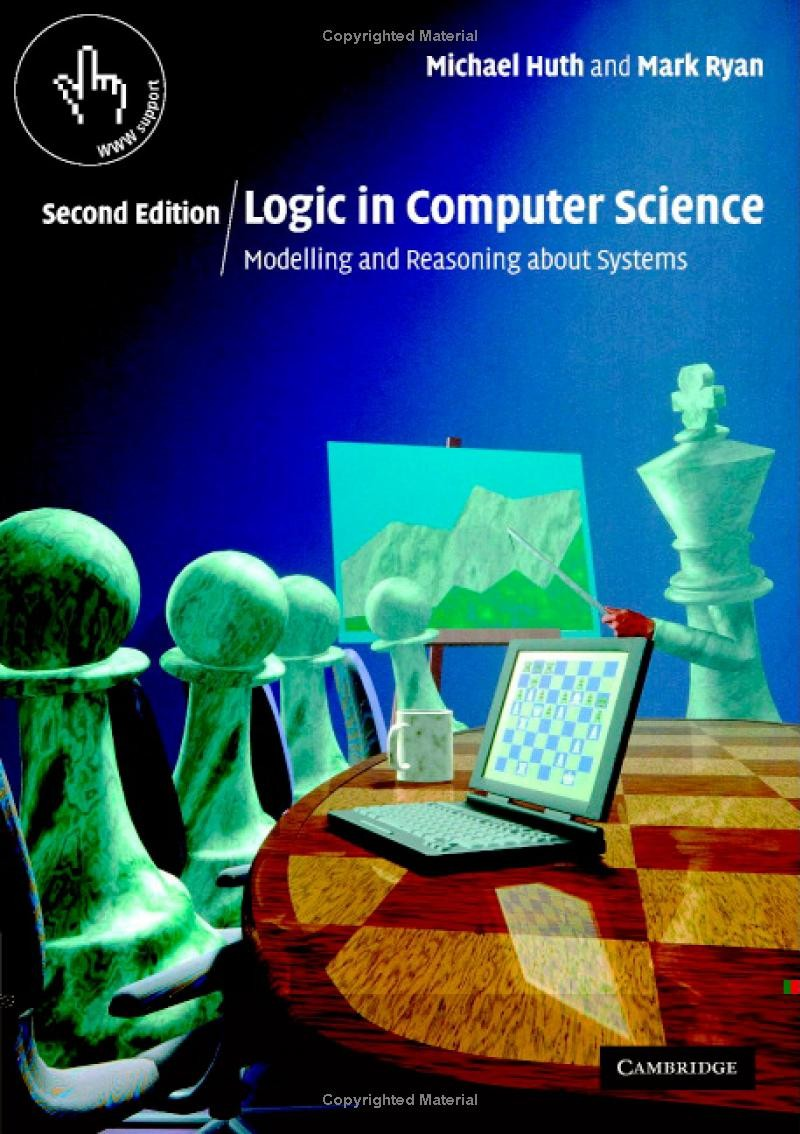 Copyrighted Material
Michael Huth and Mark Ryan
WWW support
Second Edition
Logic in Computer Science
Modelling and Reasoning about Systems
CAMBRIDGE
Copyrighted Material